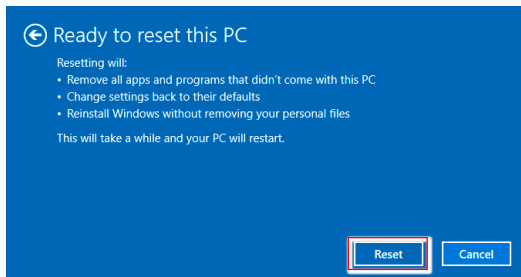 Ready to reset this PC
Resetting will:
• Remove all apps and programs that didn't come with this PC
• Change settings back to their defaults
• Reinstall Windows without removing your personal files
This will take a while and your PC will restart.
Reset
Cancel